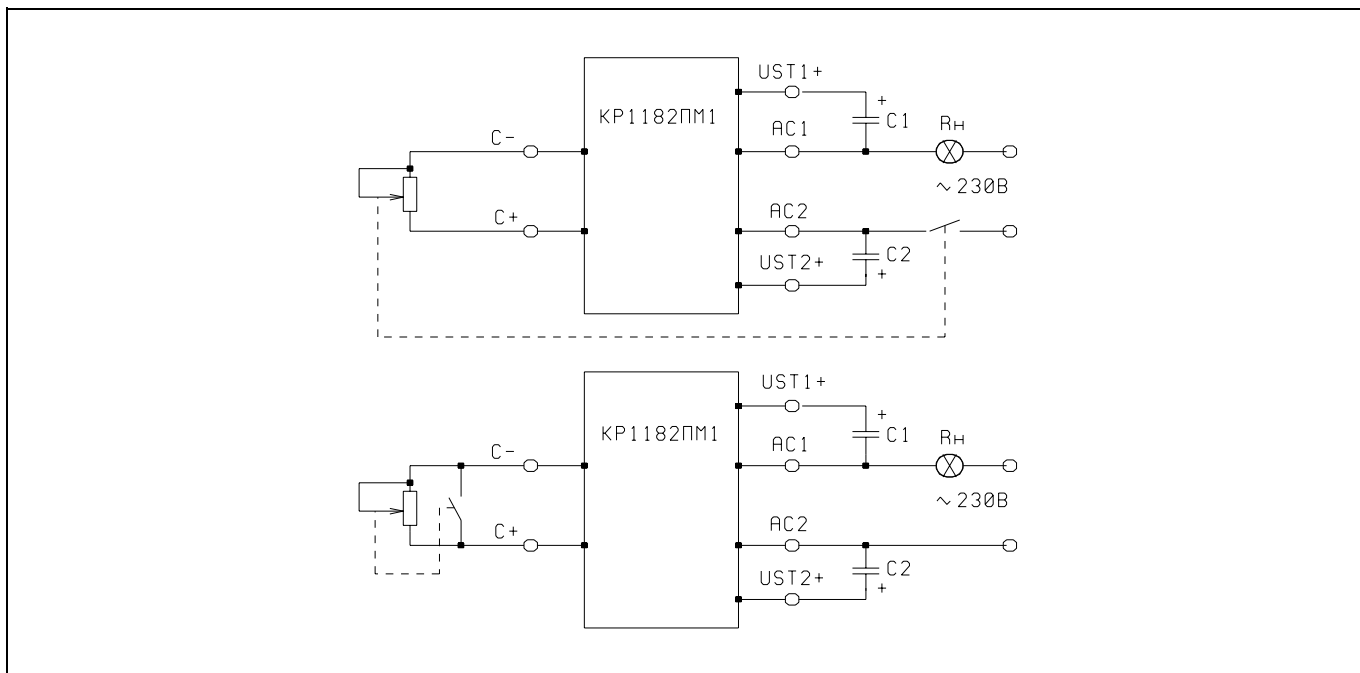 UST1+
КР1182ПМ1
+
C1
C-
AC1
Rн
~230В
C+
AC2
C2
UST2+
+
UST1+
КР1182ПМ1
+
C1
C-
AC1
Rн
~230В
C+
AC2
C2
UST2+
+